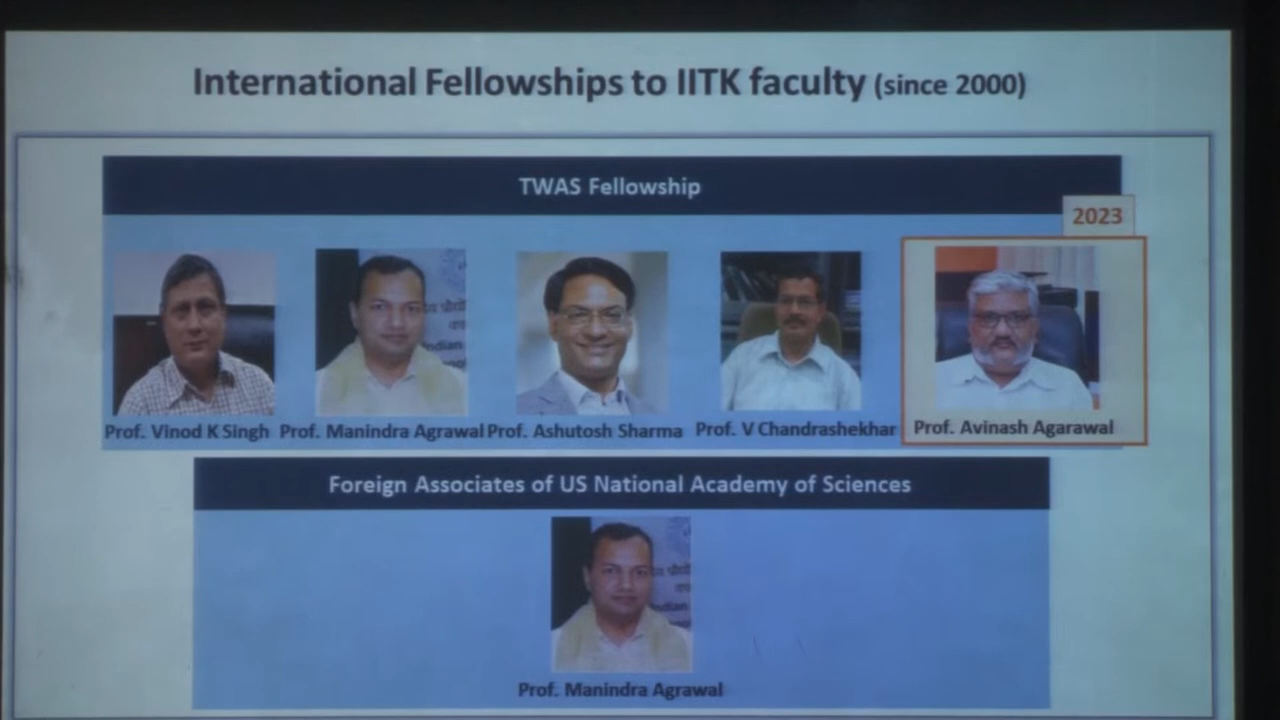 International Fellowships to IITK faculty (since 2000)
TWAS Fellowship
2023
Prof. Vinod K Singh
Prof. Manindra Agrawal
Prof. Ashutosh Sharma
Prof. V Chandrashekhar
Prof. Avinash Agarawal
Foreign Associates of US National Academy of Sciences
Prof. Manindra Agrawal